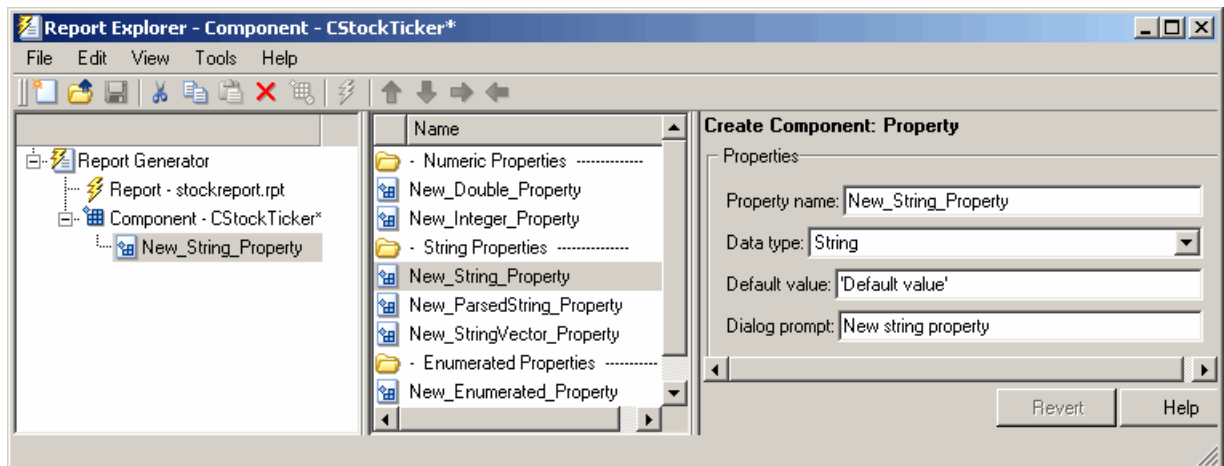 Report Explorer - Component - CStockTicker*
File Edit View Tools Help
Report Generator
Report - stockreport.rpt
Component - CStockTicker*
New_String_Property
Name
- Numeric Properties -------------
New_Double_Property
New_Integer_Property
- String Properties --------------
New_String_Property
New_ParsedString_Property
New_StringVector_Property
- Enumerated Properties ----------
New_Enumerated_Property
Create Component: Property
Properties
Property name: New_String_Property
Data type: String
Default value: 'Default value'
Dialog prompt: New string property
Revert Help